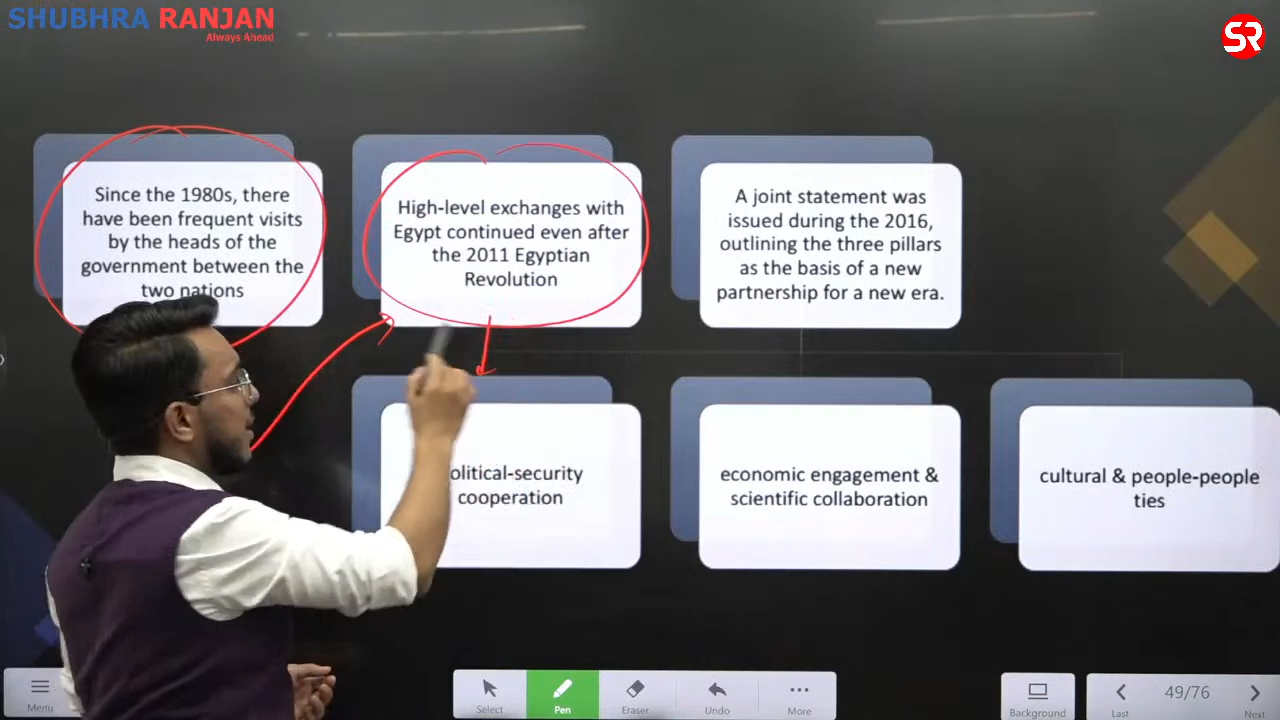 SHUBHRA RANJAN
Always Ahead
SR
Since the 1980s, there
have been frequent visits
by the heads of the
government between the
two nations
High-level exchanges with
Egypt continued even after
the 2011 Egyptian
Revolution
A joint statement was
issued during the 2016,
outlining the three pillars
as the basis of a new
partnership for a new era.
olitical-security
cooperation
economic engagement &
scientific collaboration
cultural & people-people
ties
Menu
Select
Pen
Eraser
Undo
More
Background
Last
49/76
Next